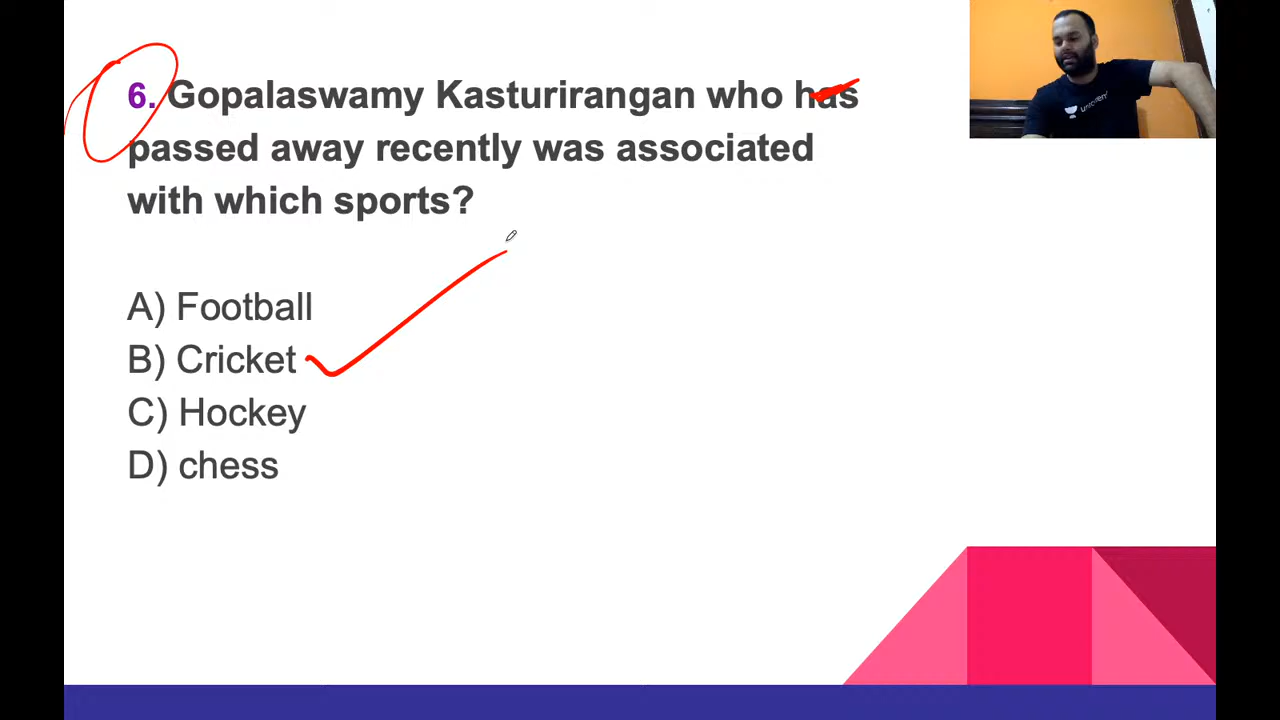 6. Gopalaswamy Kasturirangan who has
passed away recently was associated
with which sports?
A) Football
B) Cricket
C) Hockey
D) chess